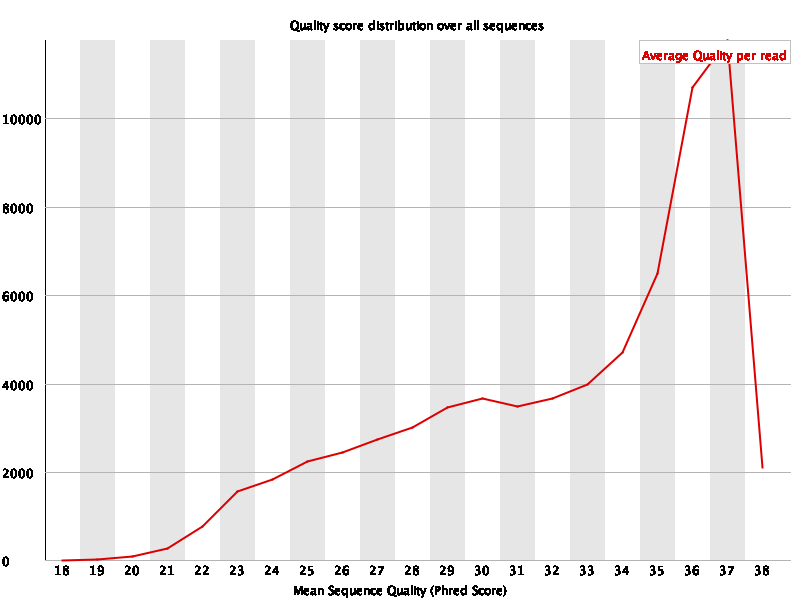 Quality score distribution over all sequences
Average Quality per read
10000
8000
6000
4000
2000
0
18 19 20 21 22 23 24 25 26 27 28 29 30 31 32 33 34 35 36 37 38
Mean Sequence Quality (Phred Score)